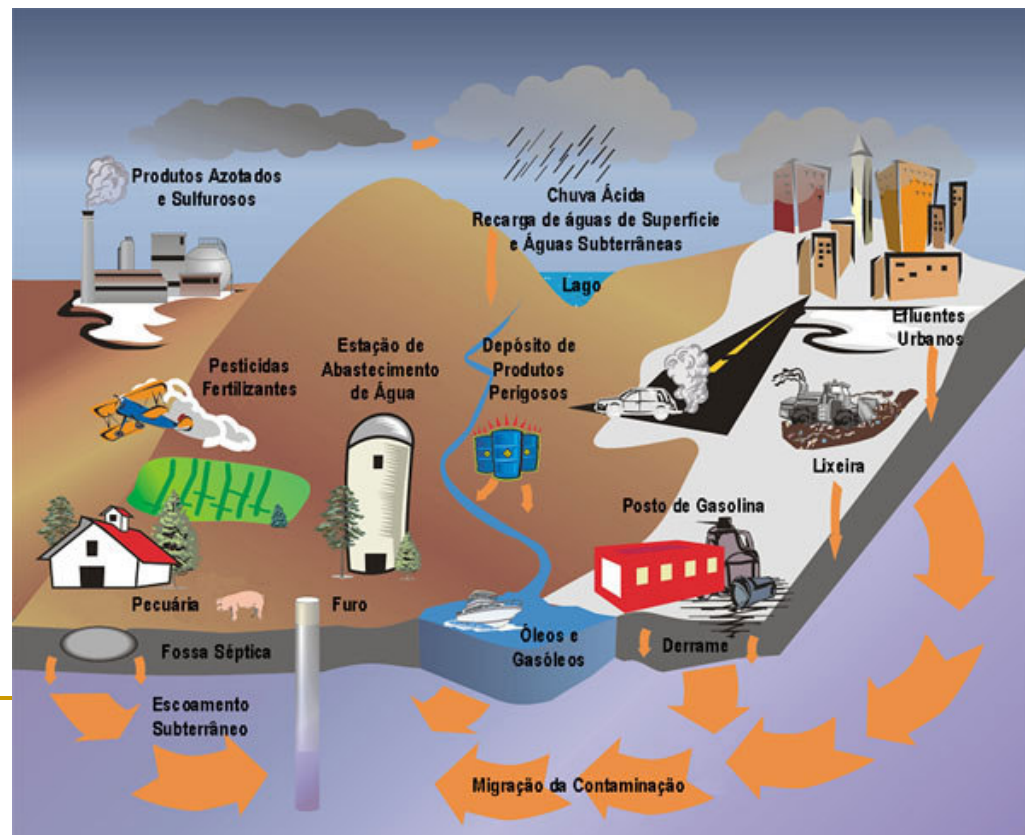 Produtos Azotados
e Sulfurosos
Chuva Ácida
Recarga de águas de Superfície
e Águas Subterrâneas
Lago
Efluentes
Urbanos
Pesticidas
Fertilizantes
Estação de
Abastecimento
de Água
Depósito de
Produtos
Perigosos
Lixeira
Posto de Gasolina
Pecuária
Furo
Fossa Séptica
Óleos e
Gasóleos
Derrame
Escoamento
Subterrâneo
Migração da Contaminação